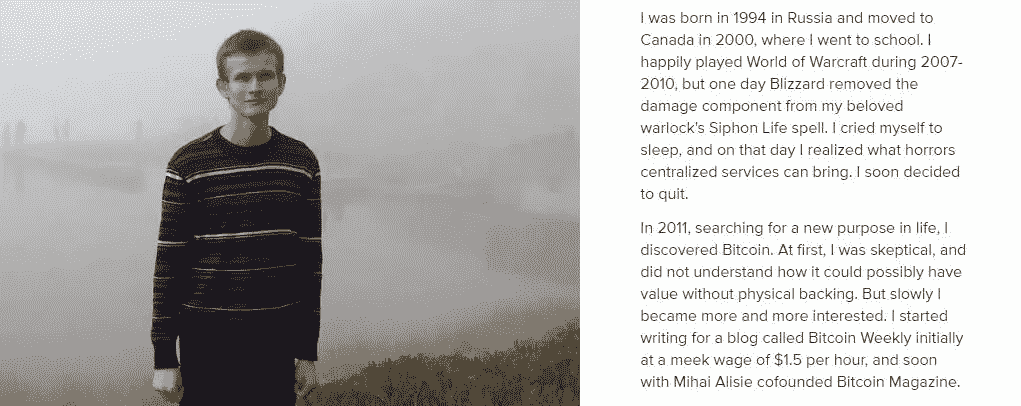 I was born in 1994 in Russia and moved to
Canada in 2000, where I went to school. I
happily played World of Warcraft during 2007-
2010, but one day Blizzard removed the
damage component from my beloved
warlock's Siphon Life spell. I cried myself to
sleep, and on that day I realized what horrors
centralized services can bring. I soon decided
to quit.
In 2011, searching for a new purpose in life, I
discovered Bitcoin. At first, I was skeptical, and
did not understand how it could possibly have
value without physical backing. But slowly I
became more and more interested. I started
writing for a blog called Bitcoin Weekly initially
at a meek wage of $1.5 per hour, and soon
with Mihai Alisie cofounded Bitcoin Magazine.